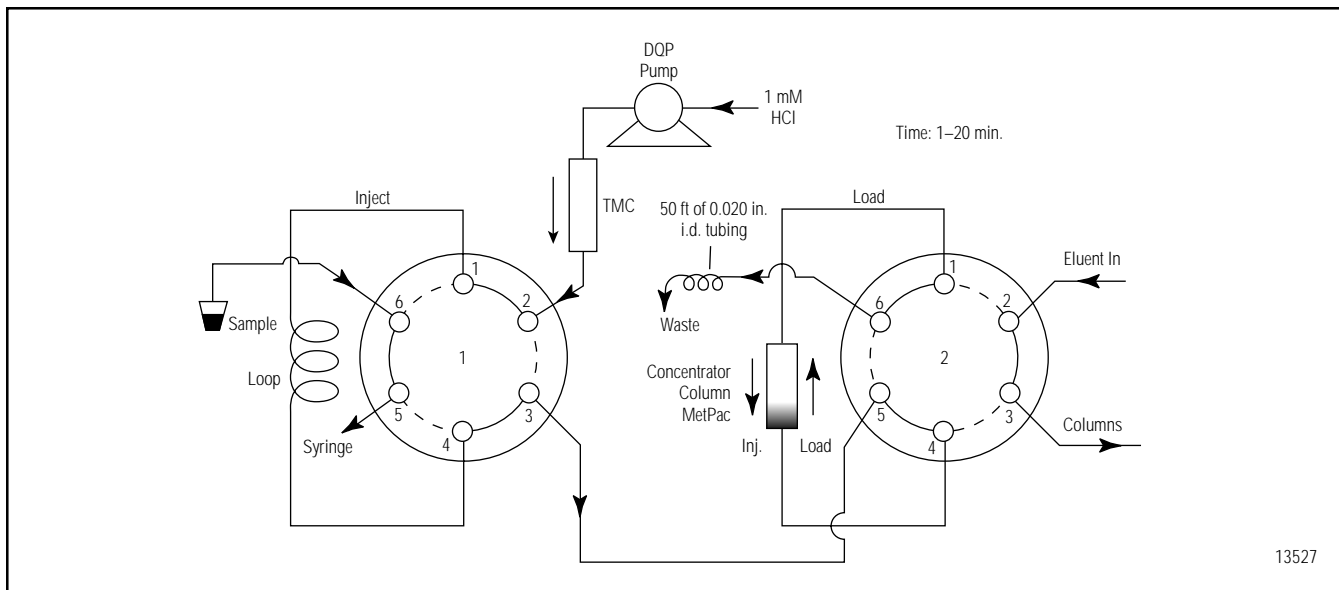 DQP
Pump
1 mM
HCl
Time: 1–20 min.
Inject
TMC
50 ft of 0.020 in.
i.d. tubing
Load
1
2
3
4
5
6
1
Sample
Loop
Syringe
Waste
Concentrator
Column
MetPac
Inj.
Load
1
2
3
4
5
6
2
Eluent In
Columns
13527